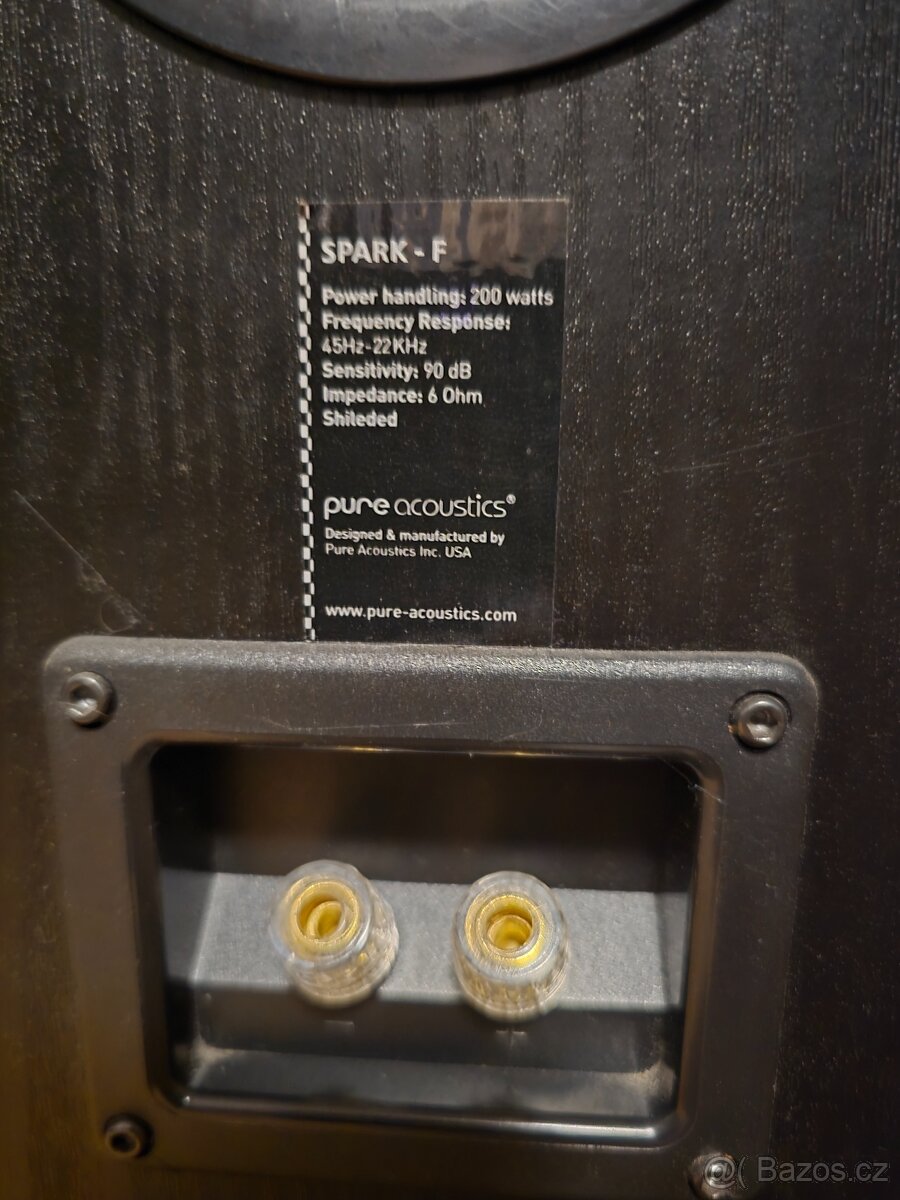 SPARK - F
Power handling: 200 watts
Frequency Response:
45Hz-22KHz
Sensitivity: 90 dB
Impedance: 6 Ohm
Shileded
pure acoustics®
Designed & manufactured by
Pure Acoustics Inc. USA
www.pure-acoustics.com
- +
@( Bazos.cz